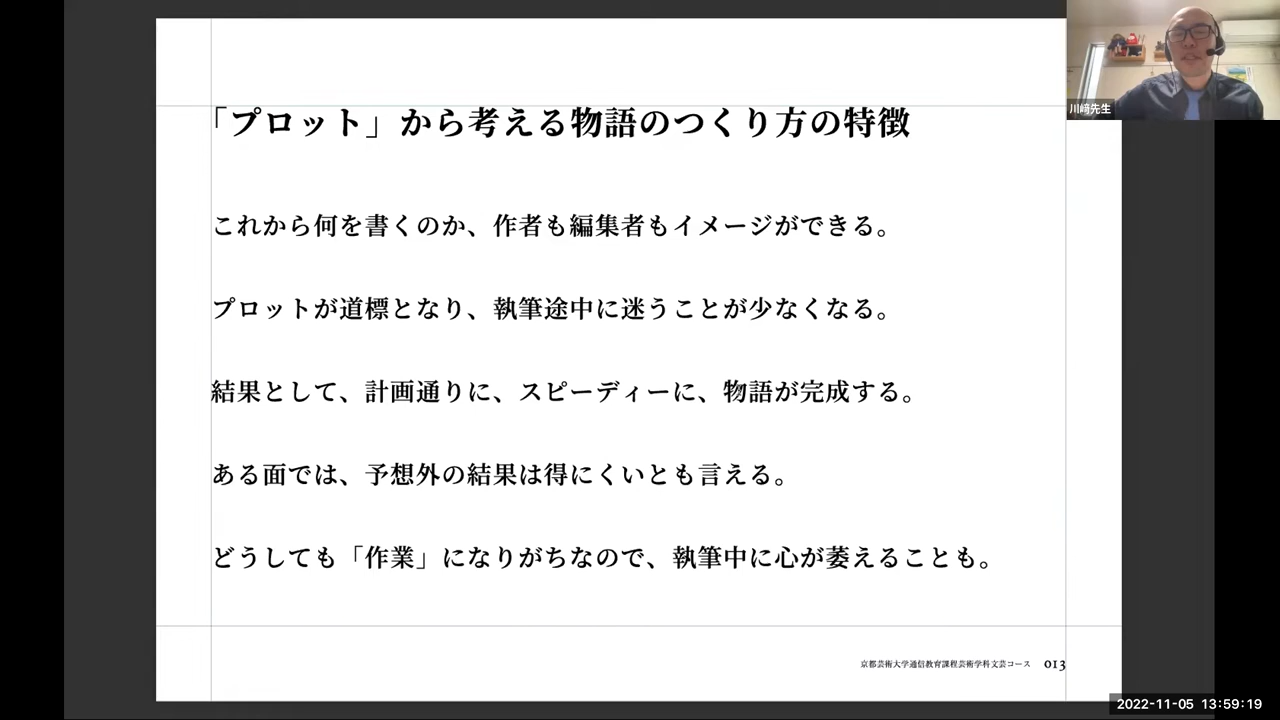 「プロット」から考える物語のつくり方の特徴
川﨑先生
これから何を書くのか、作者も編集者もイメージができる。
プロットが道標となり、執筆途中に迷うことが少なくなる。
結果として、計画通りに、スピーディーに、物語が完成する。
ある面では、予想外の結果は得にくいとも言える。
どうしても「作業」になりがちなので、執筆中に心が萎えることも。
京都芸術大学通信教育課程芸術学科文芸コース 013
2022-11-05 13:59:19